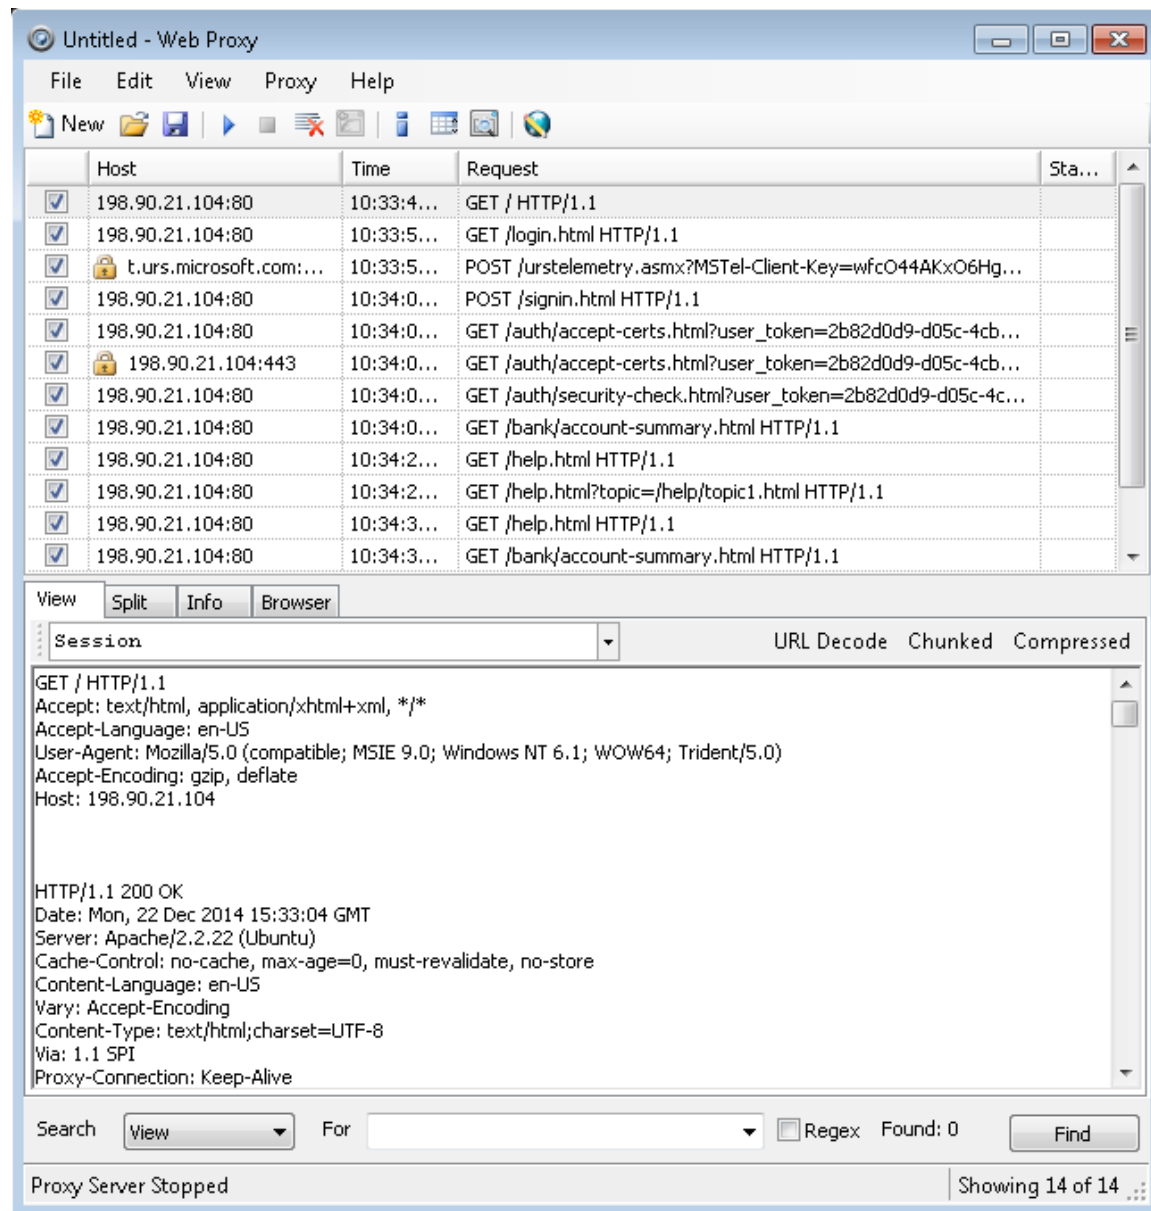 Untitled - Web Proxy
File Edit View Proxy Help
New
Host Time Request Sta...
198.90.21.104:80 10:33:4... GET / HTTP/1.1
198.90.21.104:80 10:33:5... GET /login.html HTTP/1.1
t.urs.microsoft.com:... 10:33:5... POST /urstelemetry.asmx?MSTel-Client-Key=wfcO44AKxO6Hg...
198.90.21.104:80 10:34:0... POST /signin.html HTTP/1.1
198.90.21.104:80 10:34:0... GET /auth/accept-certs.html?user_token=2b82d0d9-d05c-4cb...
198.90.21.104:443 10:34:0... GET /auth/accept-certs.html?user_token=2b82d0d9-d05c-4cb...
198.90.21.104:80 10:34:0... GET /auth/security-check.html?user_token=2b82d0d9-d05c-4c...
198.90.21.104:80 10:34:0... GET /bank/account-summary.html HTTP/1.1
198.90.21.104:80 10:34:2... GET /help.html HTTP/1.1
198.90.21.104:80 10:34:2... GET /help.html?topic=/help/topic1.html HTTP/1.1
198.90.21.104:80 10:34:3... GET /help.html HTTP/1.1
198.90.21.104:80 10:34:3... GET /bank/account-summary.html HTTP/1.1
View Split Info Browser
Session URL Decode Chunked Compressed
GET / HTTP/1.1
Accept: text/html, application/xhtml+xml, */*
Accept-Language: en-US
User-Agent: Mozilla/5.0 (compatible; MSIE 9.0; Windows NT 6.1; WOW64; Trident/5.0)
Accept-Encoding: gzip, deflate
Host: 198.90.21.104
HTTP/1.1 200 OK
Date: Mon, 22 Dec 2014 15:33:04 GMT
Server: Apache/2.2.22 (Ubuntu)
Cache-Control: no-cache, max-age=0, must-revalidate, no-store
Content-Language: en-US
Vary: Accept-Encoding
Content-Type: text/html;charset=UTF-8
Via: 1.1 SPI
Proxy-Connection: Keep-Alive
Search View For Regex Found: 0 Find
Proxy Server Stopped Showing 14 of 14